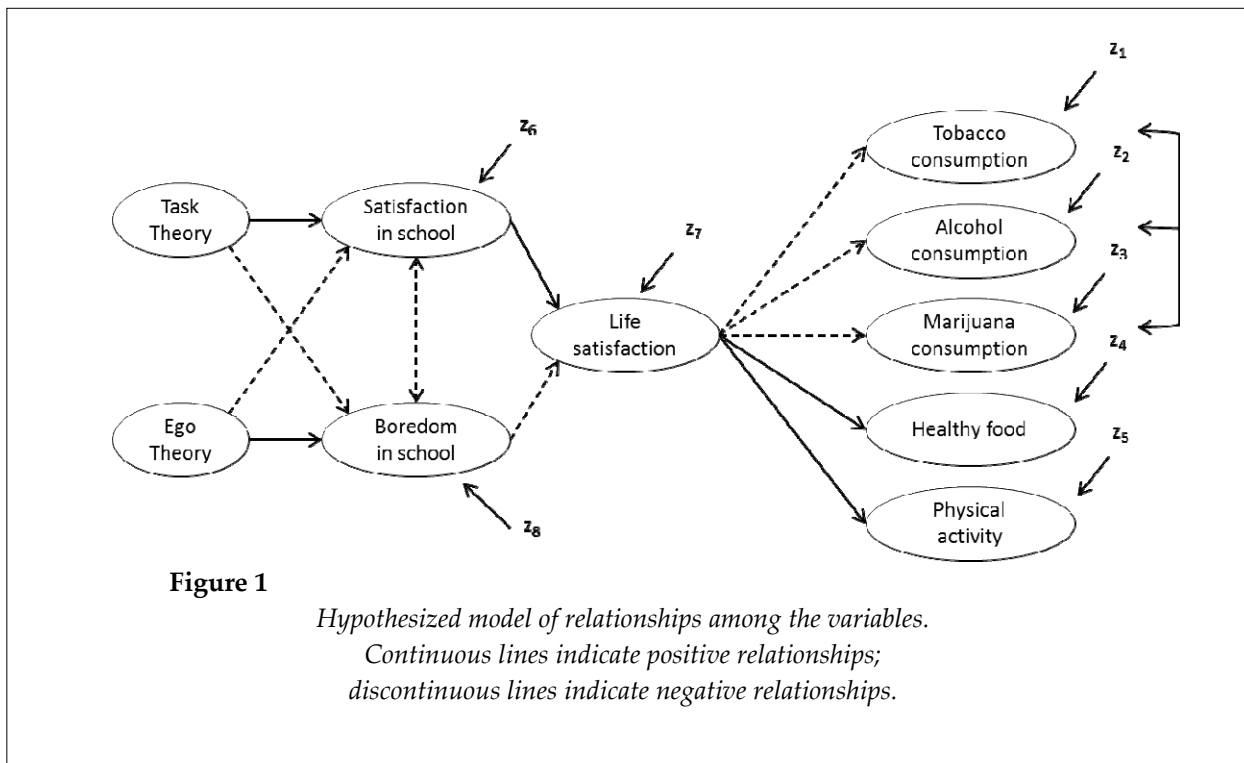 z1
Tobacco
consumption
z6
z2
Task
Theory
Satisfaction
in school
Alcohol
consumption
z7
z3
Life
satisfaction
Marijuana
consumption
z4
Ego
Theory
Boredom
in school
Healthy food
z5
Physical
activity
z8
Figure 1
Hypothesized model of relationships among the variables.
Continuous lines indicate positive relationships;
discontinuous lines indicate negative relationships.